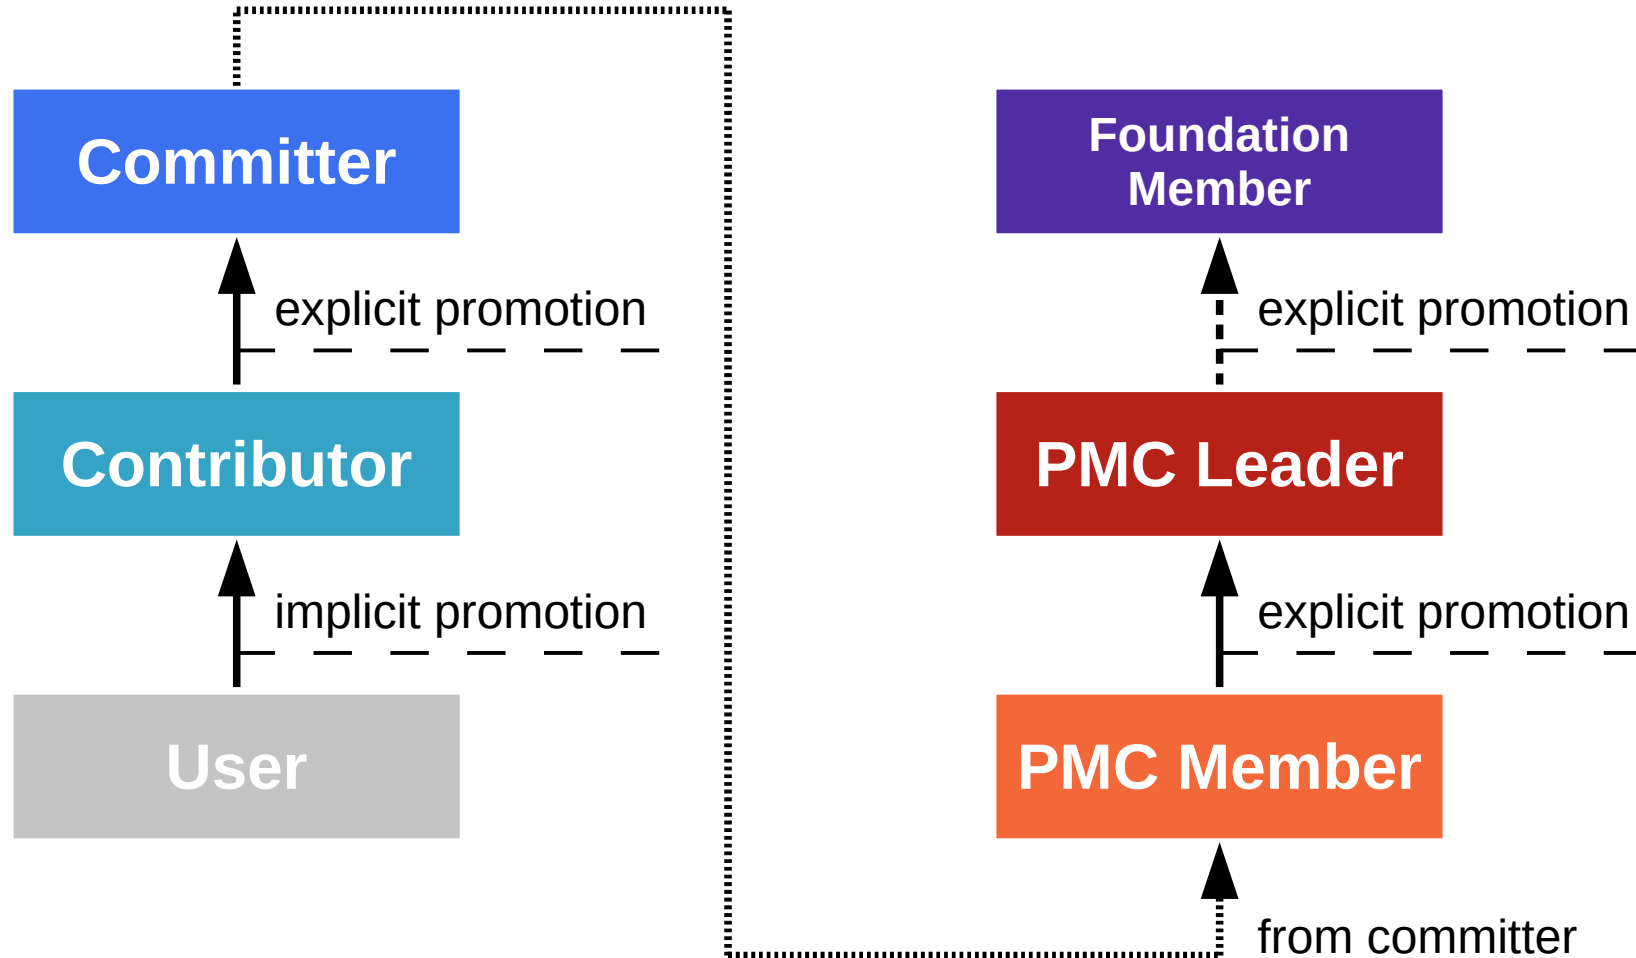 Committer
explicit promotion
Contributor
implicit promotion
User
Foundation
Member
explicit promotion
PMC Leader
explicit promotion
PMC Member
from committer